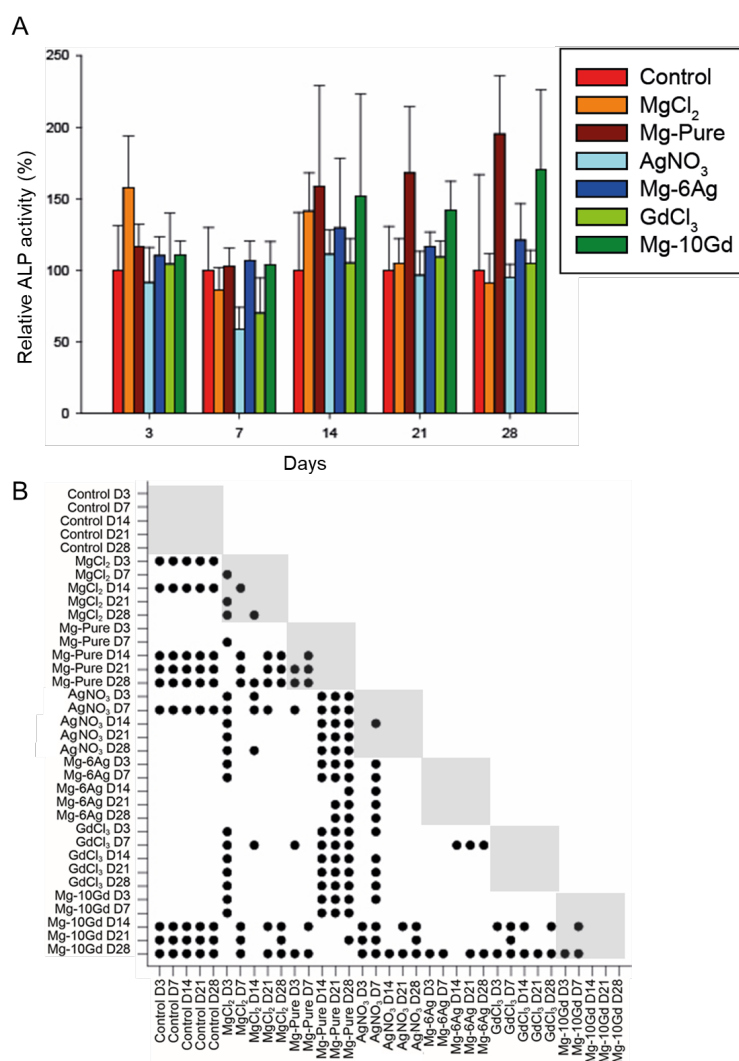 A
250
200
150
100
50
0
Relative ALP activity (%)
3 7 14 21 28
Days
Control
MgCl₂
Mg-Pure
AgNO₃
Mg-6Ag
GdCl₃
Mg-10Gd
B
Control D3
Control D7
Control D14
Control D21
Control D28
MgCl₂ D3
MgCl₂ D7
MgCl₂ D14
MgCl₂ D21
MgCl₂ D28
Mg-Pure D3
Mg-Pure D7
Mg-Pure D14
Mg-Pure D21
Mg-Pure D28
AgNO₃ D3
AgNO₃ D7
AgNO₃ D14
AgNO₃ D21
AgNO₃ D28
Mg-6Ag D3
Mg-6Ag D7
Mg-6Ag D14
Mg-6Ag D21
Mg-6Ag D28
GdCl₃ D3
GdCl₃ D7
GdCl₃ D14
GdCl₃ D21
GdCl₃ D28
Mg-10Gd D3
Mg-10Gd D7
Mg-10Gd D14
Mg-10Gd D21
Mg-10Gd D28
Control D3
Control D7
Control D14
Control D21
Control D28
MgCl₂ D3
MgCl₂ D7
MgCl₂ D14
MgCl₂ D21
MgCl₂ D28
Mg-Pure D3
Mg-Pure D7
Mg-Pure D14
Mg-Pure D21
Mg-Pure D28
AgNO₃ D3
AgNO₃ D7
AgNO₃ D14
AgNO₃ D21
AgNO₃ D28
Mg-6Ag D3
Mg-6Ag D7
Mg-6Ag D14
Mg-6Ag D21
Mg-6Ag D28
GdCl₃ D3
GdCl₃ D7
GdCl₃ D14
GdCl₃ D21
GdCl₃ D28
Mg-10Gd D3
Mg-10Gd D7
Mg-10Gd D14
Mg-10Gd D21
Mg-10Gd D28